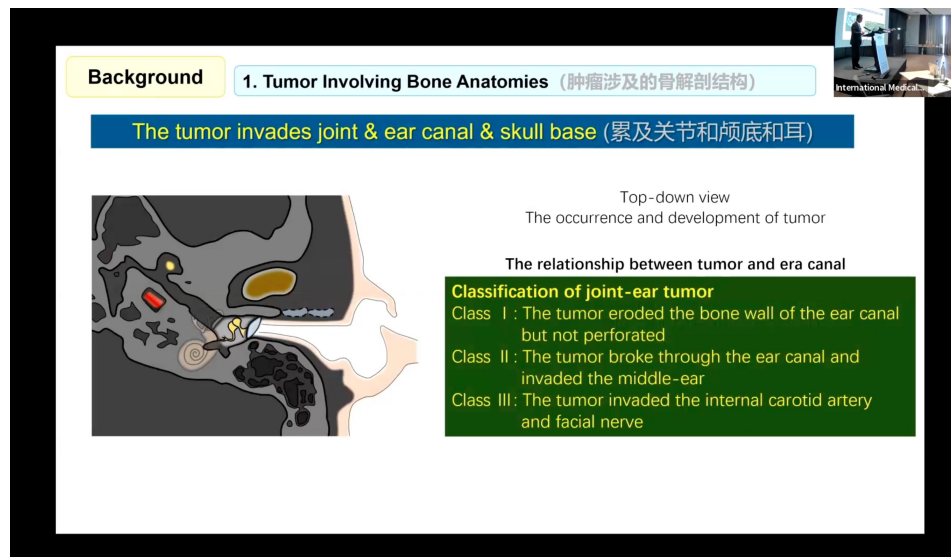 Background
1. Tumor Involving Bone Anatomies (肿瘤涉及的骨解剖结构)
International Medical...
The tumor invades joint & ear canal & skull base (累及关节和颅底和耳)
Top-down view
The occurrence and development of tumor
The relationship between tumor and era canal
Classification of joint-ear tumor
Class Ⅰ: The tumor eroded the bone wall of the ear canal
but not perforated
Class Ⅱ: The tumor broke through the ear canal and
invaded the middle-ear
Class Ⅲ: The tumor invaded the internal carotid artery
and facial nerve